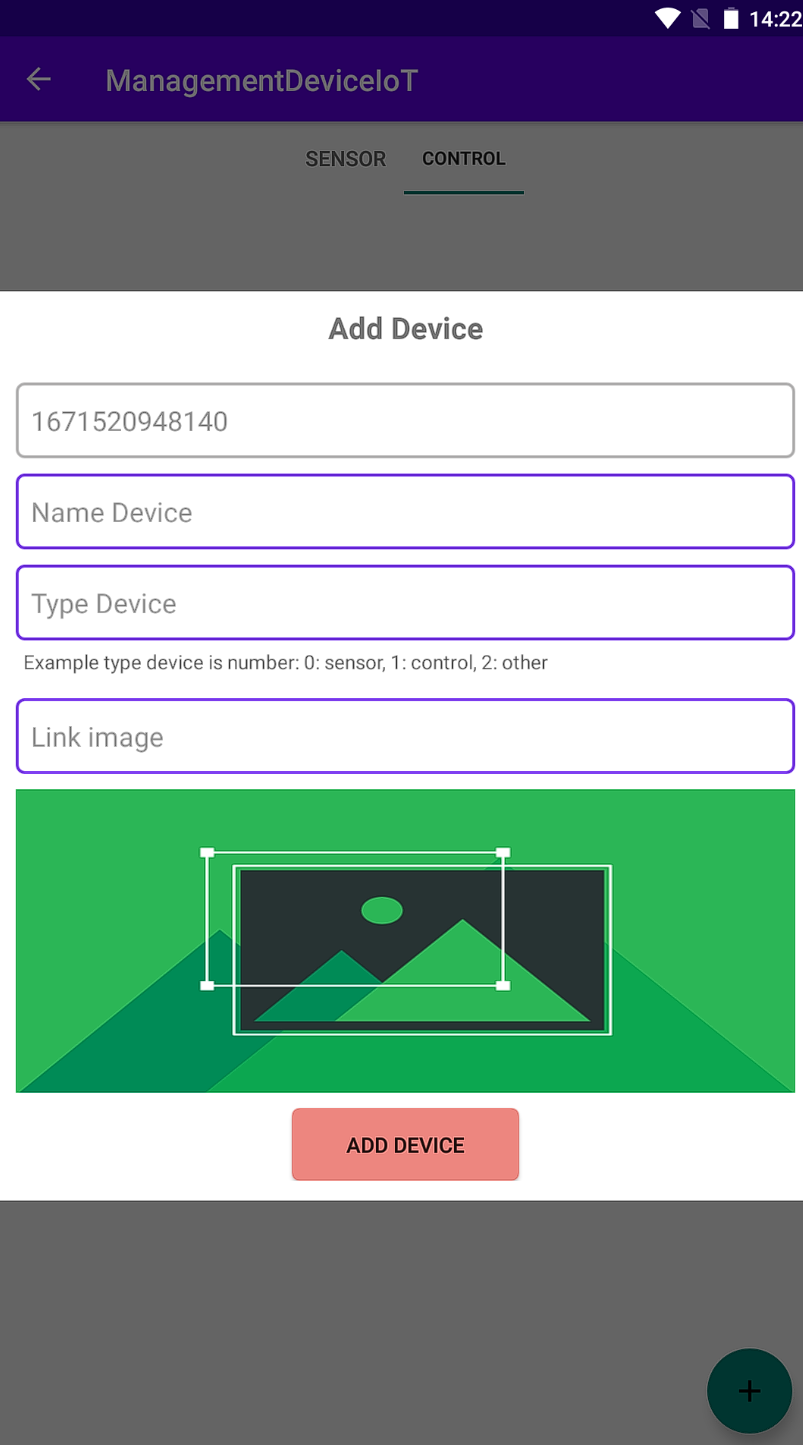 14:22
ManagementDeviceIoT
SENSOR CONTROL
Add Device
1671520948140
Name Device
Type Device
Example type device is number: 0: sensor, 1: control, 2: other
Link image
ADD DEVICE
+